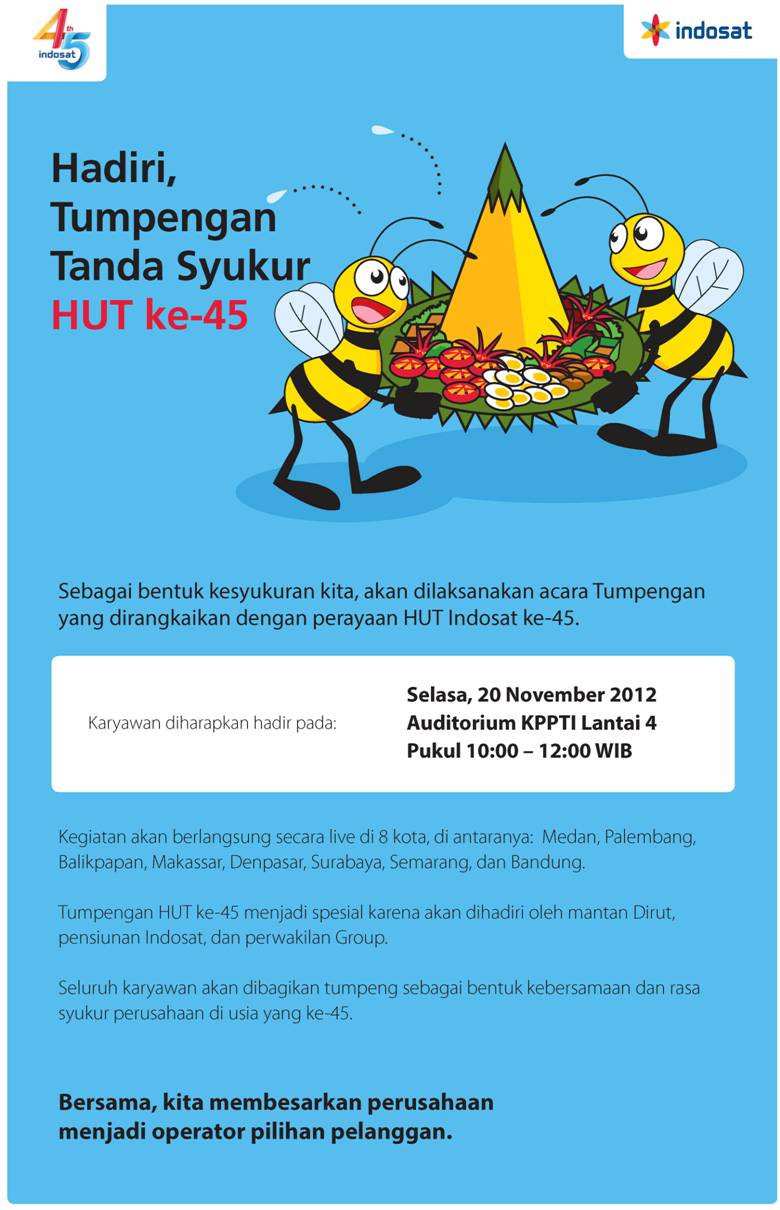 45th
indosat
indosat
Hadiri,
Tumpengan
Tanda Syukur
HUT ke-45
Sebagai bentuk kesyukuran kita, akan dilaksanakan acara Tumpengan
yang dirangkaikan dengan perayaan HUT Indosat ke-45.
Karyawan diharapkan hadir pada:
Selasa, 20 November 2012
Auditorium KPPTI Lantai 4
Pukul 10:00 – 12:00 WIB
Kegiatan akan berlangsung secara live di 8 kota, di antaranya:  Medan, Palembang,
Balikpapan, Makassar, Denpasar, Surabaya, Semarang, dan Bandung.
Tumpengan HUT ke-45 menjadi spesial karena akan dihadiri oleh mantan Dirut,
pensiunan Indosat, dan perwakilan Group.
Seluruh karyawan akan dibagikan tumpeng sebagai bentuk kebersamaan dan rasa
syukur perusahaan di usia yang ke-45.
Bersama, kita membesarkan perusahaan
menjadi operator pilihan pelanggan.